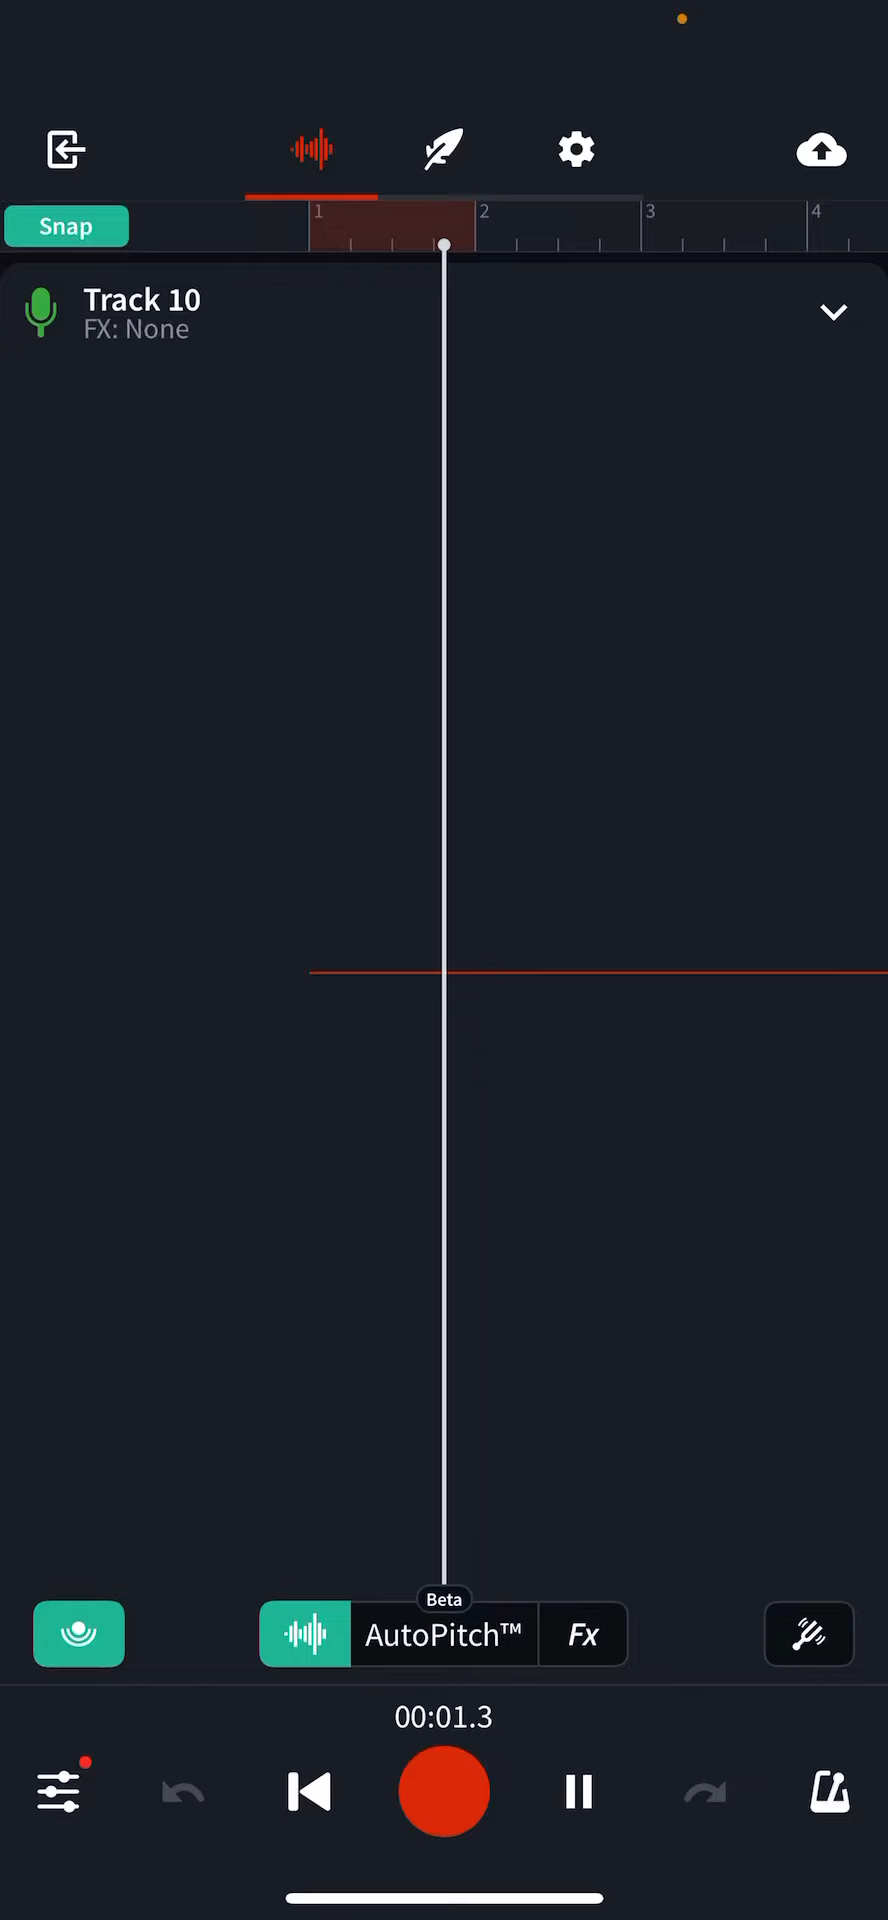 Snap
1
2
3
4
Track 10
FX: None
Beta
AutoPitch™
Fx
00:01.3